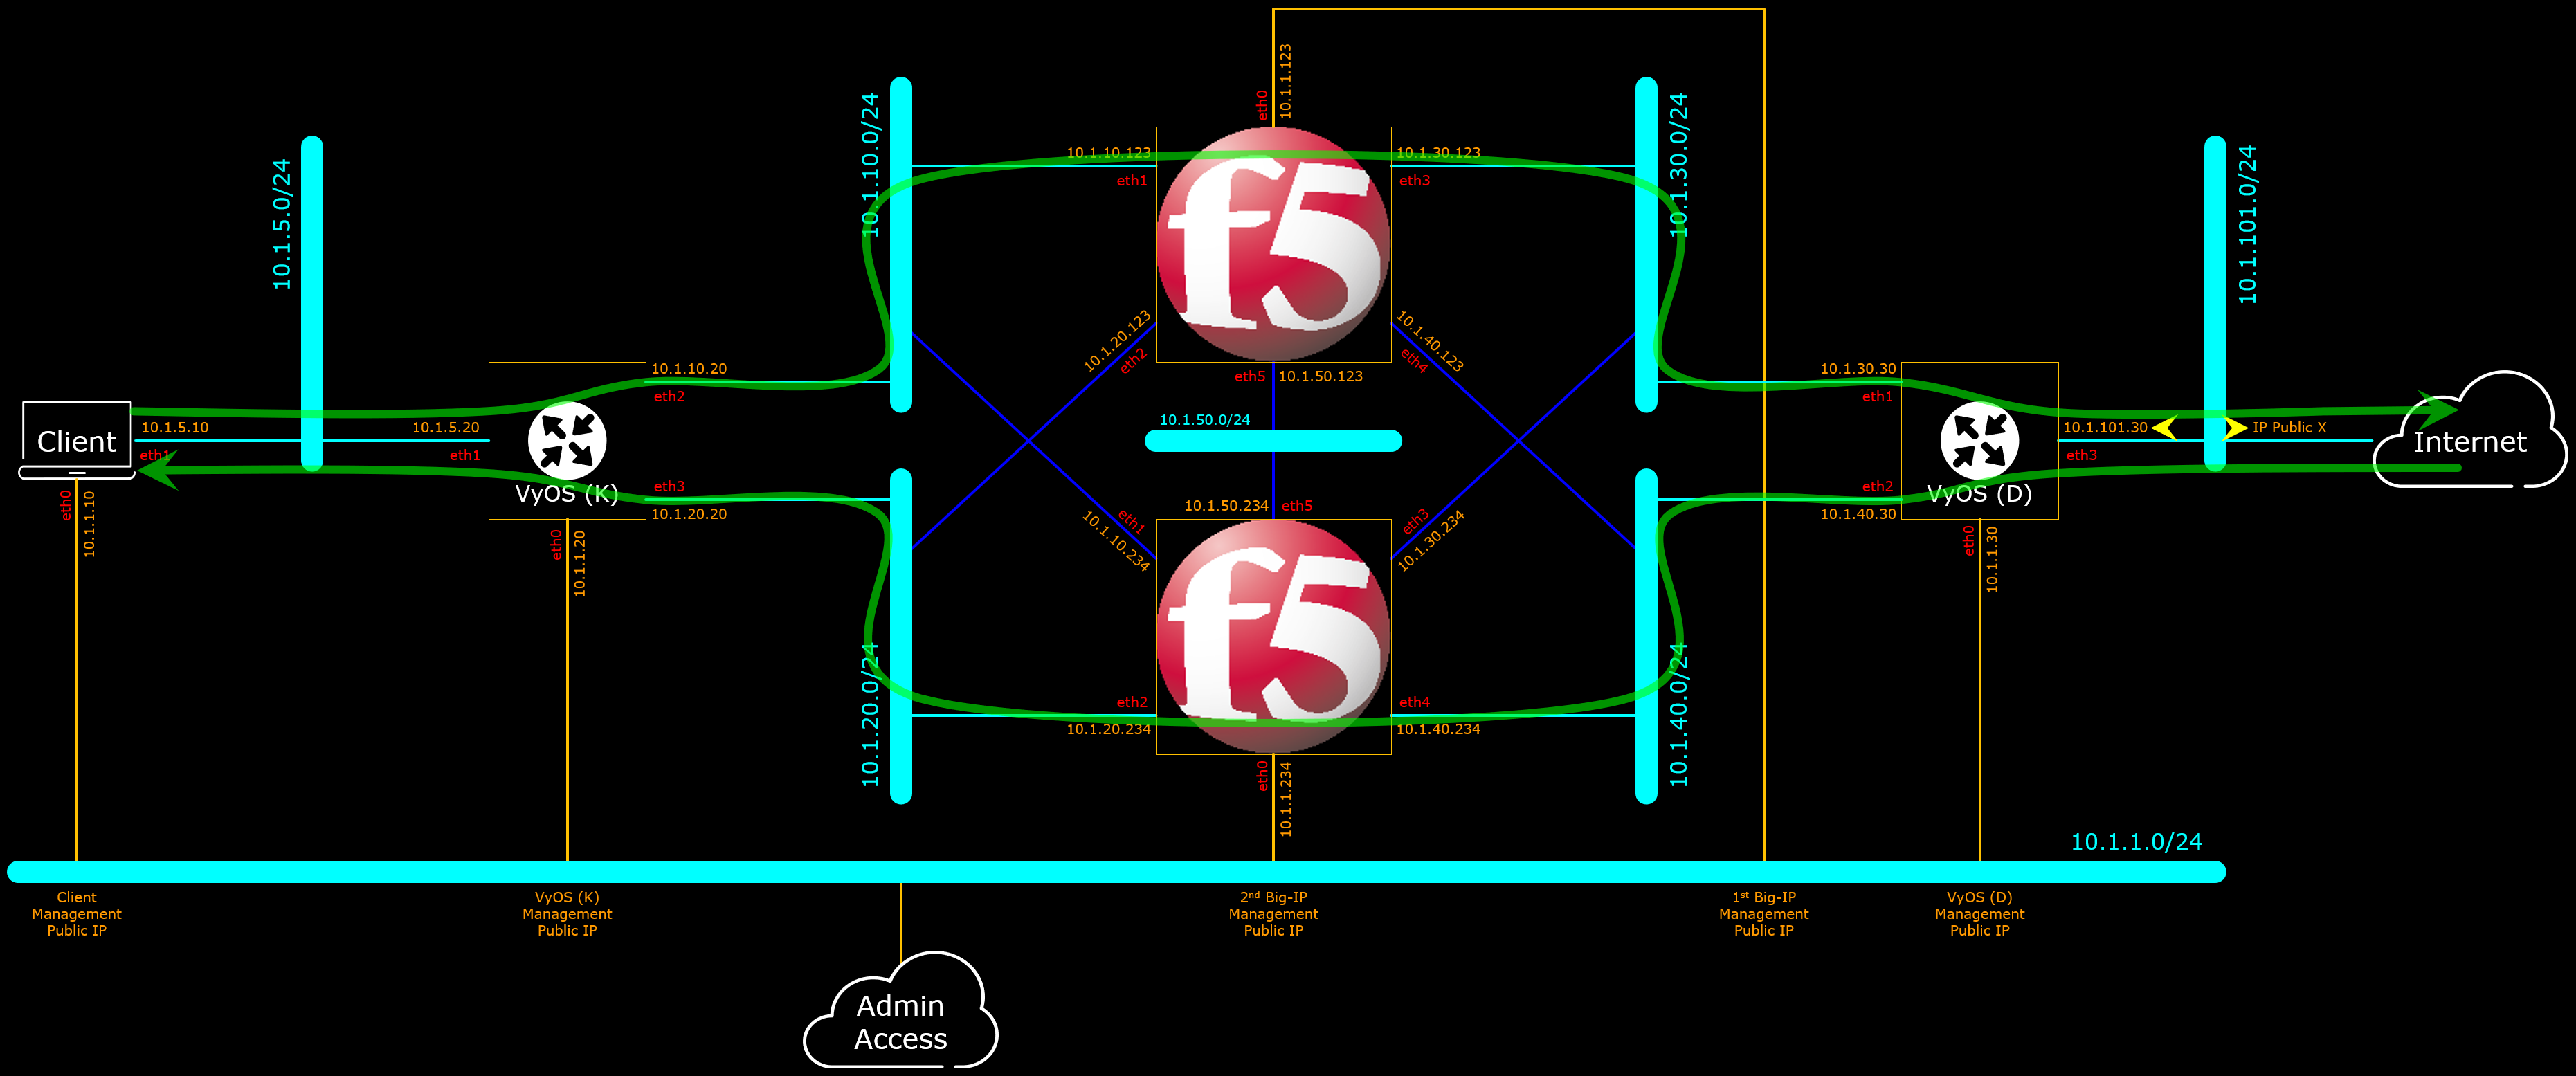 10.1.5.0/24
Client
10.1.5.10
eth1
eth0
10.1.1.10
10.1.5.20
eth1
VyOS (K)
10.1.10.20
eth2
eth3
10.1.20.20
eth0
10.1.1.20
10.1.10.0/24
10.1.20.0/24
eth0
10.1.1.123
10.1.10.123
eth1
f5
10.1.30.123
eth3
10.1.20.123
eth2
10.1.40.123
eth4
eth5
10.1.50.123
10.1.50.0/24
10.1.50.234
eth5
eth1
10.1.10.234
eth3
10.1.30.234
f5
eth2
10.1.20.234
eth4
10.1.40.234
eth0
10.1.1.234
10.1.30.0/24
10.1.40.0/24
10.1.30.30
eth1
eth2
10.1.40.30
VyOS (D)
eth0
10.1.1.30
10.1.101.30
eth3
10.1.101.0/24
IP Public X
Internet
10.1.1.0/24
Client
Management
Public IP
VyOS (K)
Management
Public IP
2nd Big-IP
Management
Public IP
1st Big-IP
Management
Public IP
VyOS (D)
Management
Public IP
Admin
Access